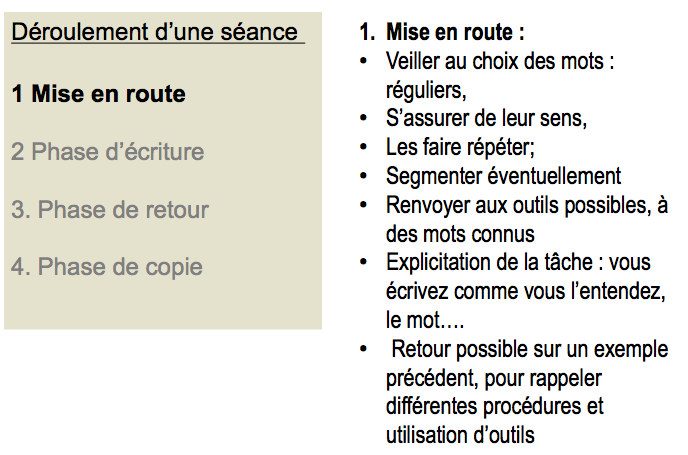 Déroulement d’une séance
1 Mise en route
2 Phase d’écriture
3. Phase de retour
4. Phase de copie
1. Mise en route :
• Veiller au choix des mots :
réguliers,
• S’assurer de leur sens,
• Les faire répéter;
• Segmenter éventuellement
• Renvoyer aux outils possibles, à
des mots connus
• Explicitation de la tâche : vous
écrivez comme vous l’entendez,
le mot….
• Retour possible sur un exemple
précédent, pour rappeler
différentes procédures et
utilisation d’outils